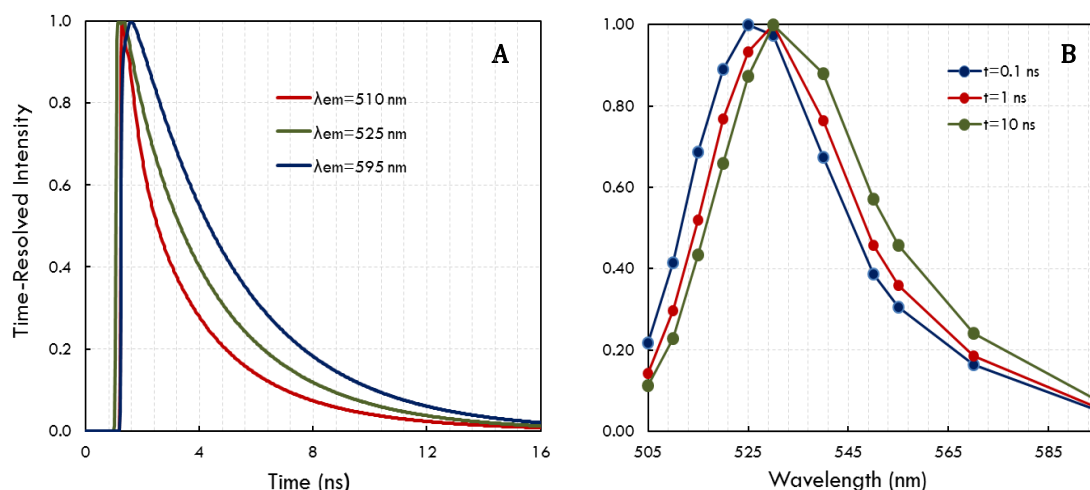 A
1.0
0.8
0.6
0.4
0.2
0.0
0
4
8
12
16
Time-Resolved Intensity
Time (ns)
λem=510 nm
λem=525 nm
λem=595 nm
B
1.00
0.80
0.60
0.40
0.20
0.00
505
525
545
565
585
Wavelength (nm)
t=0.1 ns
t=1 ns
t=10 ns